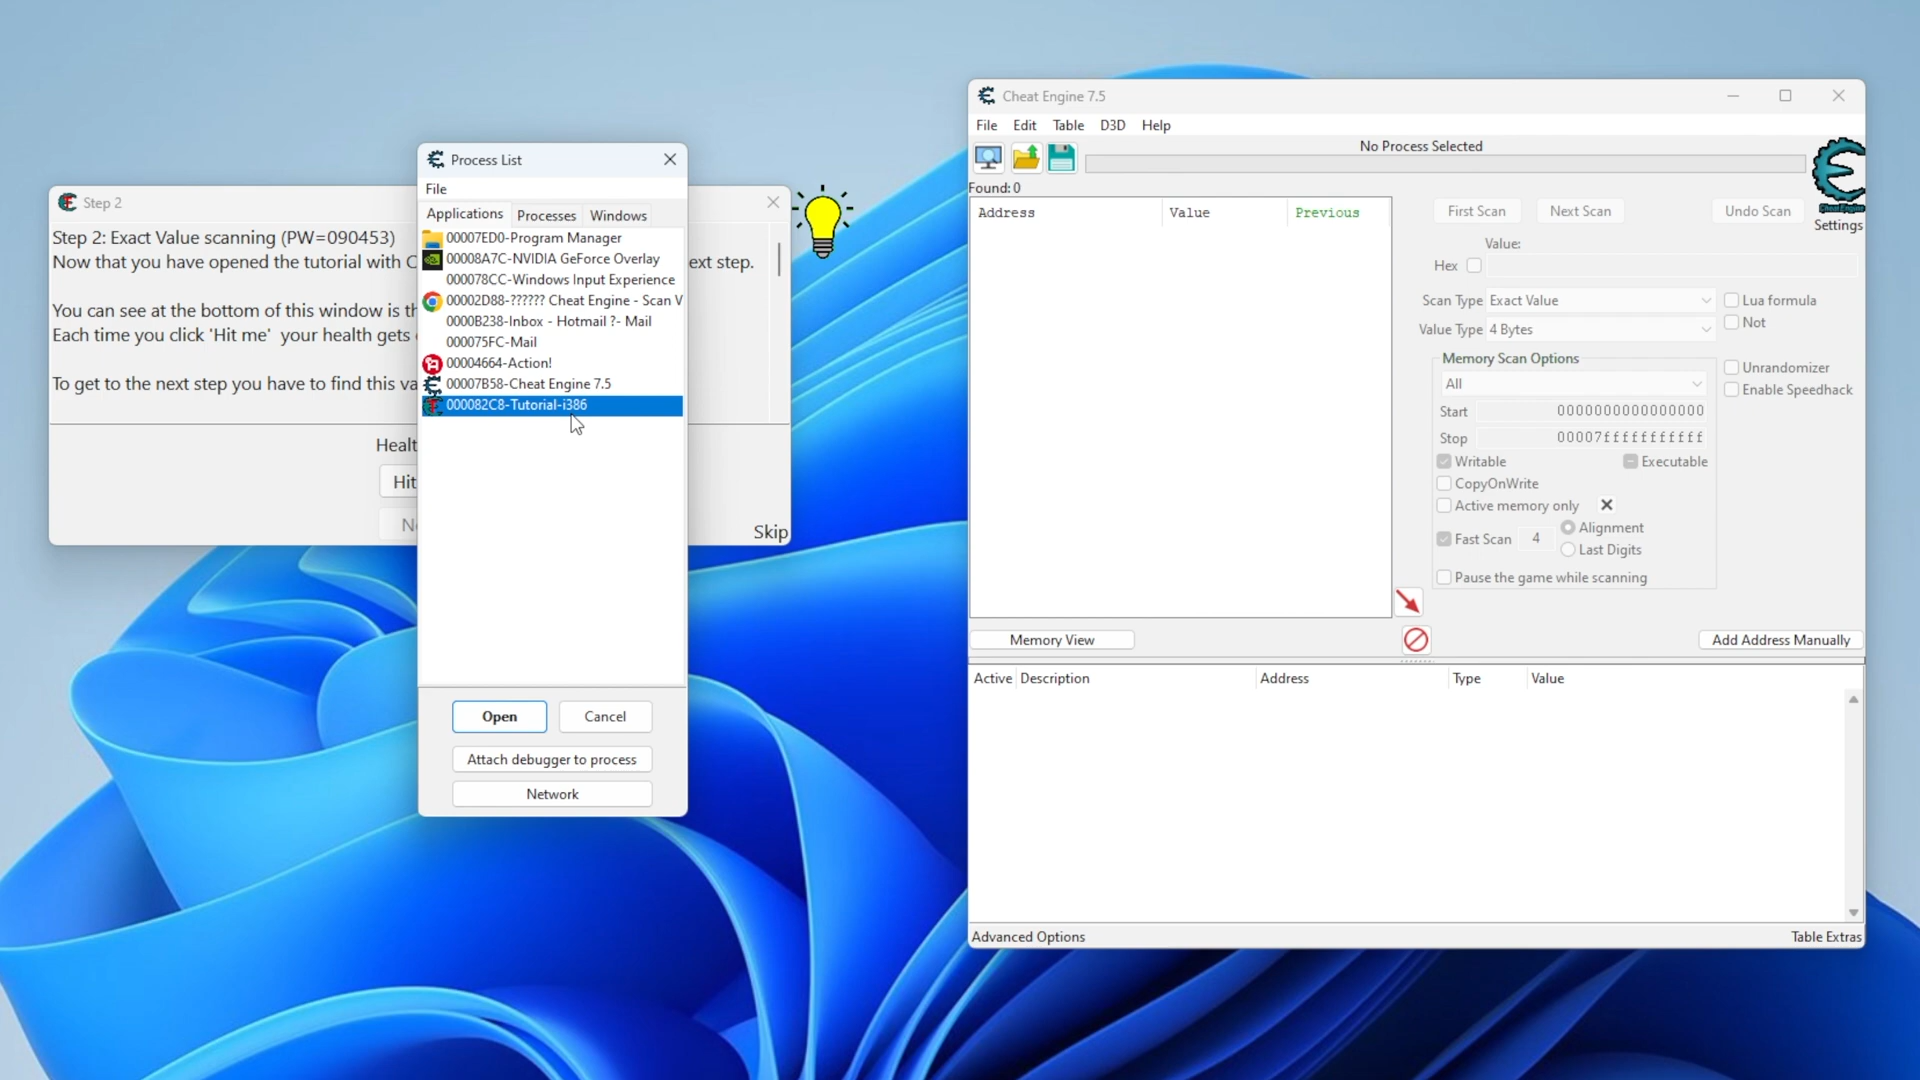 Step 2
Step 2: Exact Value scanning (PW=090453)
Now that you have opened the tutorial with C
ext step.
You can see at the bottom of this window is th
Each time you click 'Hit me'  your health gets
To get to the next step you have to find this va
Healt
Hit
Ne
Skip
Process List
File
Applications
Processes
Windows
00007ED0-Program Manager
00008A7C-NVIDIA GeForce Overlay
000078CC-Windows Input Experience
00002D88-?????? Cheat Engine - Scan V
0000B238-Inbox - Hotmail ?- Mail
000075FC-Mail
00004664-Action!
00007B58-Cheat Engine 7.5
000082C8-Tutorial-i386
Open
Cancel
Attach debugger to process
Network
Cheat Engine 7.5
File
Edit
Table
D3D
Help
No Process Selected
Found: 0
Address
Value
Previous
First Scan
Next Scan
Undo Scan
Cheat Engine
Settings
Value:
Hex
Scan Type Exact Value
Lua formula
Value Type 4 Bytes
Not
Memory Scan Options
All
Unrandomizer
Enable Speedhack
Start 0000000000000000
Stop 00007fffffffffff
Writable
Executable
CopyOnWrite
Active memory only
Fast Scan 4
Alignment
Last Digits
Pause the game while scanning
Memory View
Add Address Manually
Active Description Address Type Value
Advanced Options
Table Extras